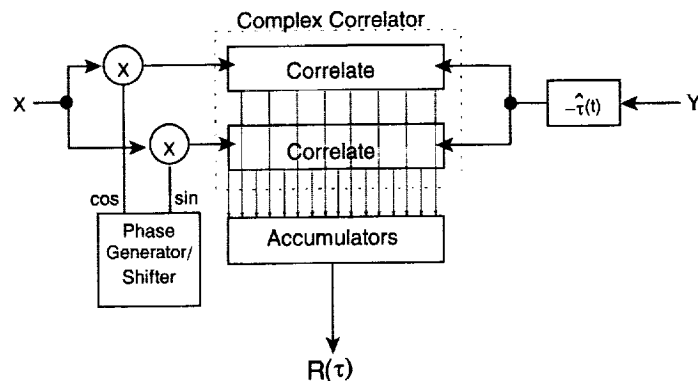 Complex Correlator
X
Correlate
X
-τ̂(t)
Y
X
Correlate
cos
sin
Phase
Generator/
Shifter
Accumulators
R(τ)